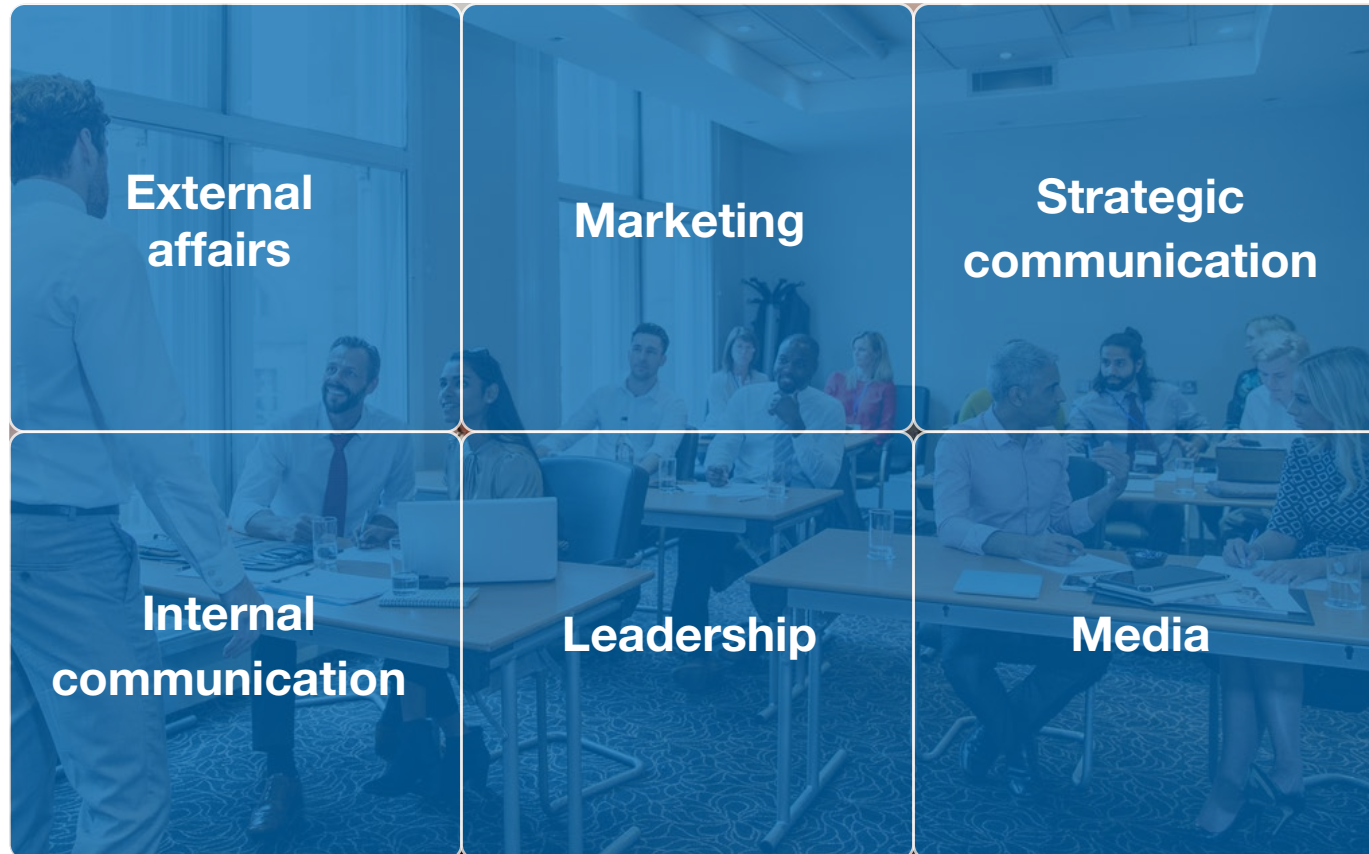 External
affairs
Marketing
Strategic
communication
Internal
communication
Leadership
Media